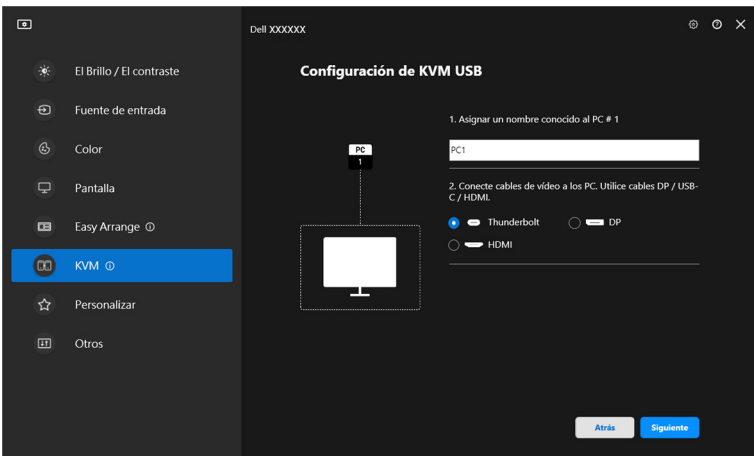 Dell XXXXXX
El Brillo / El contraste
Fuente de entrada
Color
Pantalla
Easy Arrange
KVM
Personalizar
Otros
Configuración de KVM USB
PC
1
1. Asignar un nombre conocido al PC # 1
PC1
2. Conecte cables de vídeo a los PC. Utilice cables DP / USB-
C / HDMI.
Thunderbolt
DP
HDMI
Atrás
Siguiente